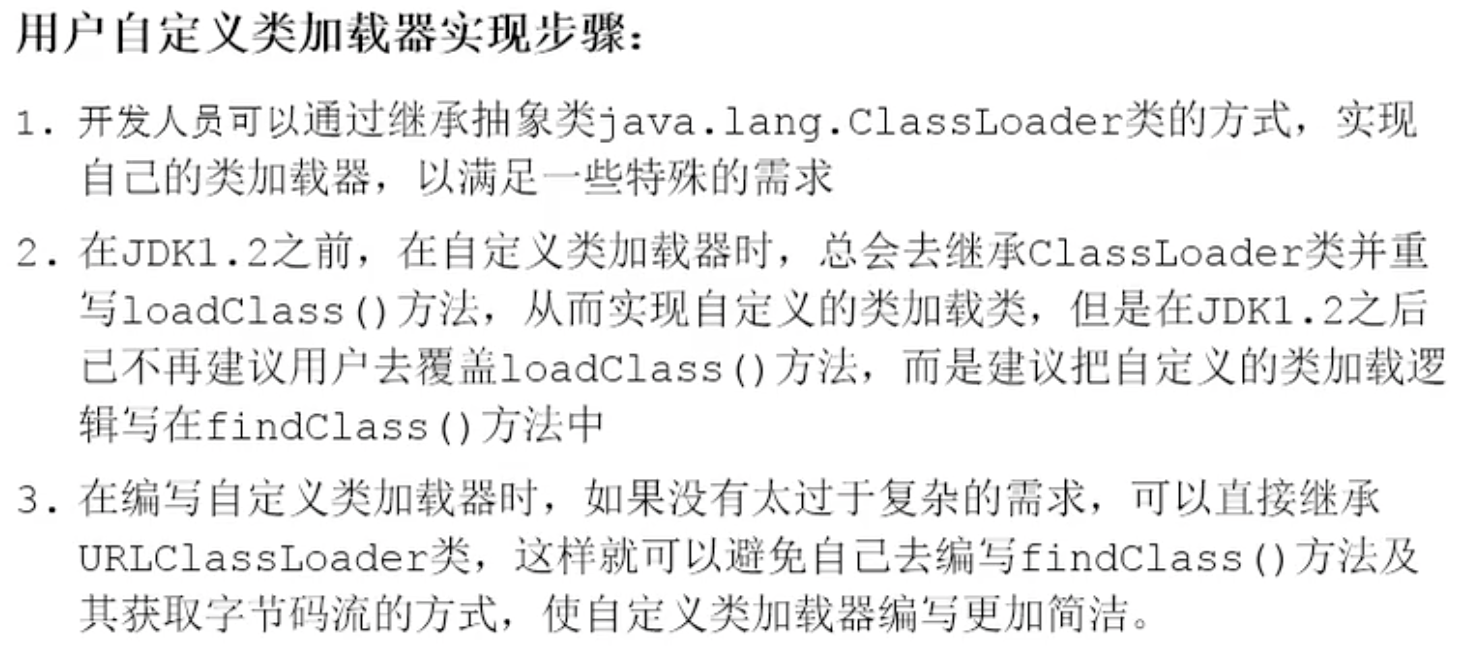 用户自定义类加载器实现步骤：
1. 开发人员可以通过继承抽象类java.lang.ClassLoader类的方式，实现
自己的类加载器，以满足一些特殊的需求
2. 在JDK1.2之前，在自定义类加载器时，总会去继承ClassLoader类并重
写loadClass()方法，从而实现自定义的类加载类，但是在JDK1.2之后
已不再建议用户去覆盖loadClass()方法，而是建议把自定义的类加载逻
辑写在findClass()方法中
3. 在编写自定义类加载器时，如果没有太过于复杂的需求，可以直接继承
URLClassLoader类，这样就可以避免自己去编写findClass()方法及
其获取字节码流的方式，使自定义类加载器编写更加简洁。